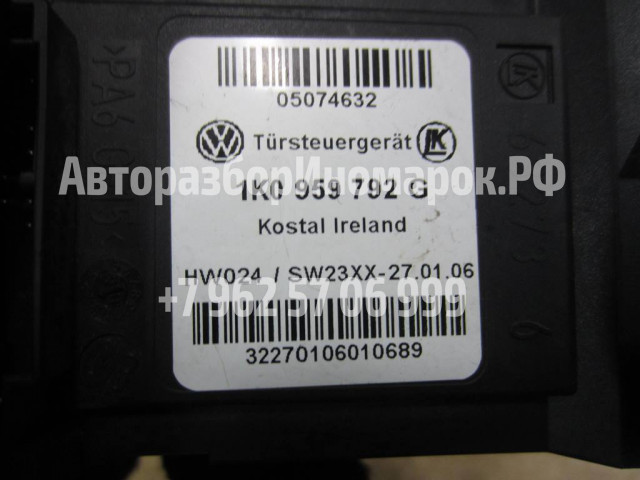 05074632
Türsteuergerät
АвторазборИномарок.РФ
1K0 959 792 G
Kostal Ireland
HW024 / SW23XX-27.01.06
+7 962 57 06 999
32270106010689
>PA6